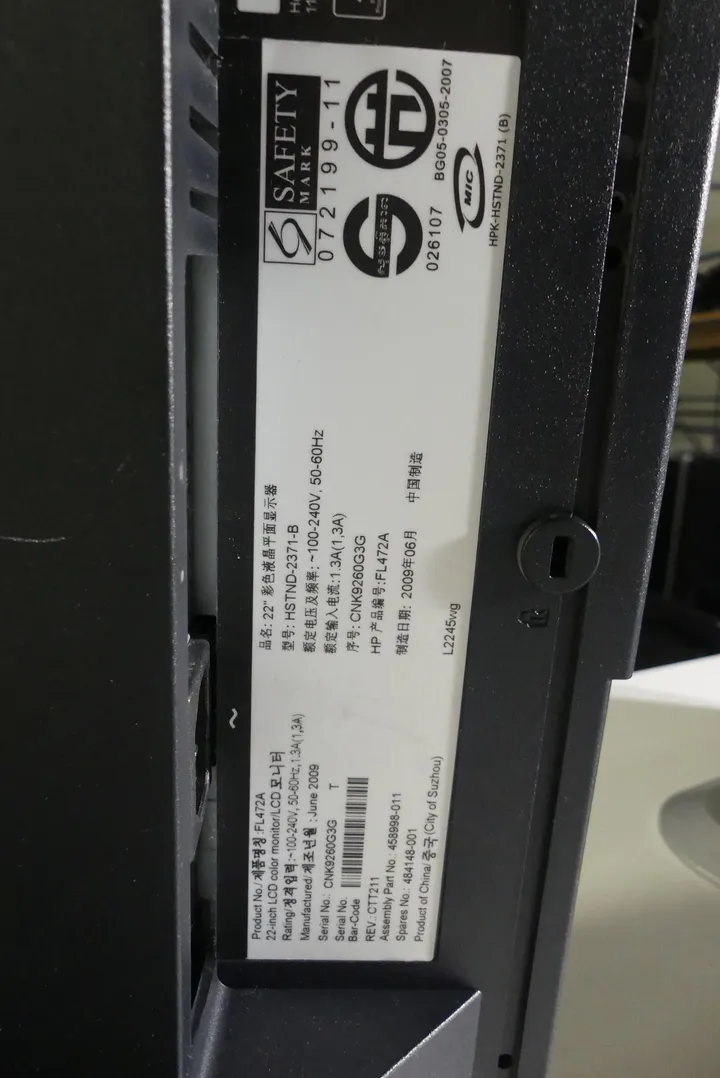 Product No./제품명칭:FL472A
22-inch LCD color monitor/LCD 모니터
Rating/정격입력:~100-240V, 50-60Hz,1.3A(1,3A)
Manufactured/제조년월 : June 2009
Serial No.: CNK9260G3G
Serial No. T
Bar-Code
REV.: CTT211
Assembly Part No.: 458998-011
Spares No.: 484148-001
Product of China/중국 (City of Suzhou)
品名: 22" 彩色液晶平面显示器
型号: HSTND-2371-B
额定电压及频率: ~100-240V, 50-60Hz
额定输入电流:1.3A(1,3A)
序号: CNK9260G3G
HP 产品编号:FL472A
制造日期: 2009年06月 中国制造
L2245wg
SAFETY
MARK
072199-11
026107
BG05-0305-2007
MIC
HPK-HSTND-2371 (B)